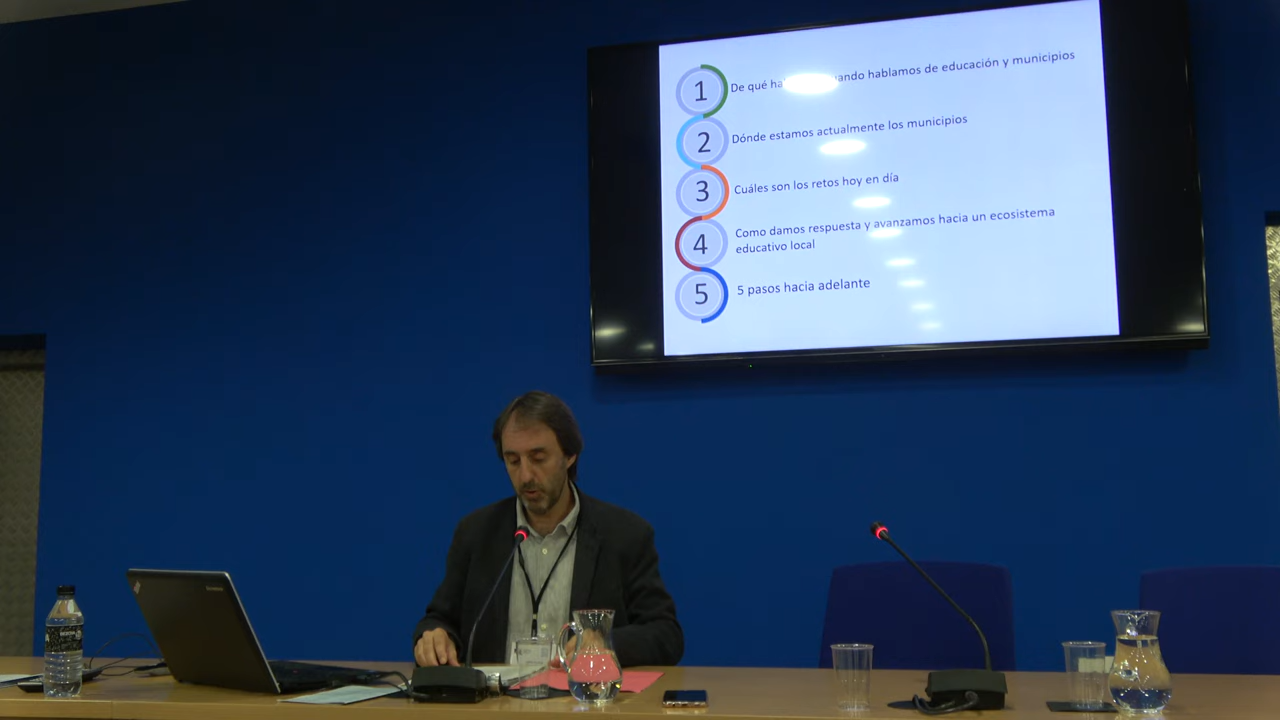 1
De qué ha ando hablamos de educación y municipios
2
Dónde estamos actualmente los municipios
3
Cuáles son los retos hoy en día
4
Como damos respuesta y avanzamos hacia un ecosistema
educativo local
5
5 pasos hacia adelante